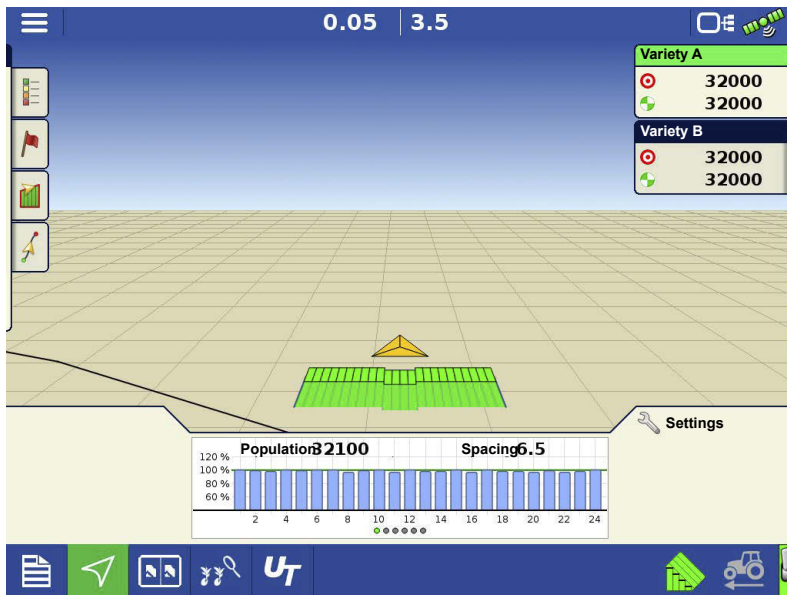 0.05 3.5
Variety A
32000
32000
Variety B
32000
32000
Settings
Population 32100 Spacing 6.5
120 %
100 %
80 %
60 %
2 4 6 8 10 12 14 16 18 20 22 24
UT